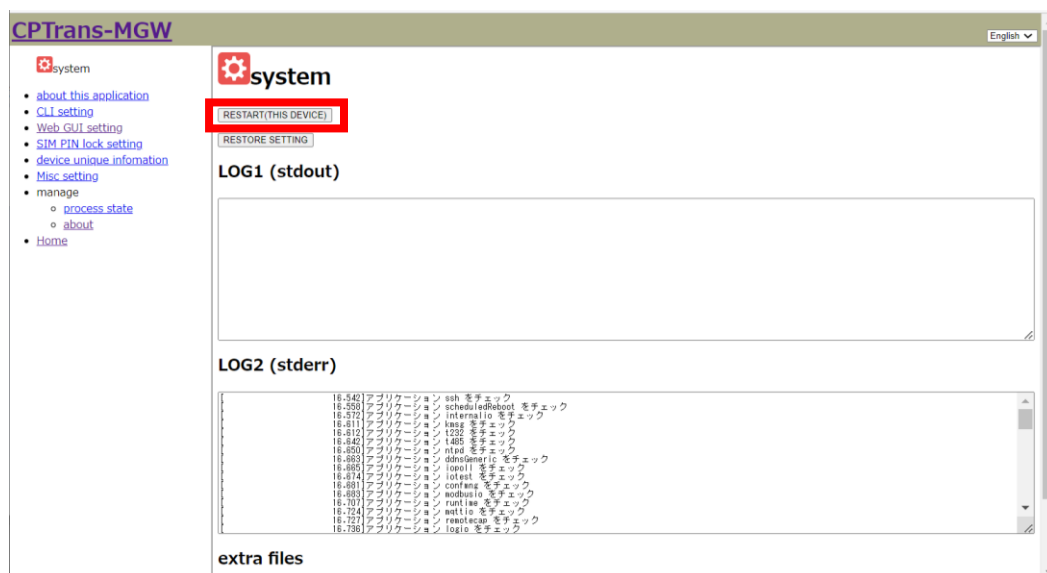 CPTrans-MGW
English
system
about this application
CLI setting
Web GUI setting
SIM PIN lock setting
device unique infomation
Misc setting
manage
process state
about
Home
system
RESTART(THIS DEVICE)
RESTORE SETTING
LOG1 (stdout)
LOG2 (stderr)
[ 16.542]アプリケーション ssh をチェック
[ 16.558]アプリケーション scheduledReboot をチェック
[ 16.572]アプリケーション internalio をチェック
[ 16.611]アプリケーション kmsg をチェック
[ 16.612]アプリケーション t232 をチェック
[ 16.642]アプリケーション t485 をチェック
[ 16.650]アプリケーション ntpd をチェック
[ 16.663]アプリケーション ddnsGeneric をチェック
[ 16.665]アプリケーション iopoll をチェック
[ 16.674]アプリケーション iotest をチェック
[ 16.681]アプリケーション confmng をチェック
[ 16.683]アプリケーション modbusio をチェック
[ 16.707]アプリケーション runtime をチェック
[ 16.724]アプリケーション mqttio をチェック
[ 16.727]アプリケーション remotecap をチェック
[ 16.736]アプリケーション logio をチェック
extra files